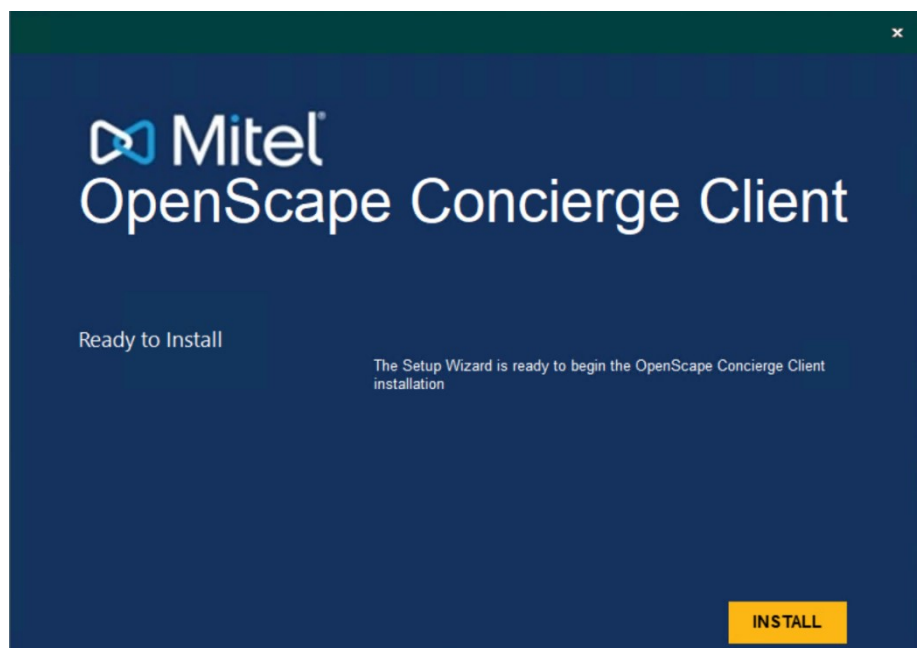 Mitel®
OpenScape Concierge Client
Ready to Install
The Setup Wizard is ready to begin the OpenScape Concierge Client
installation
INSTALL